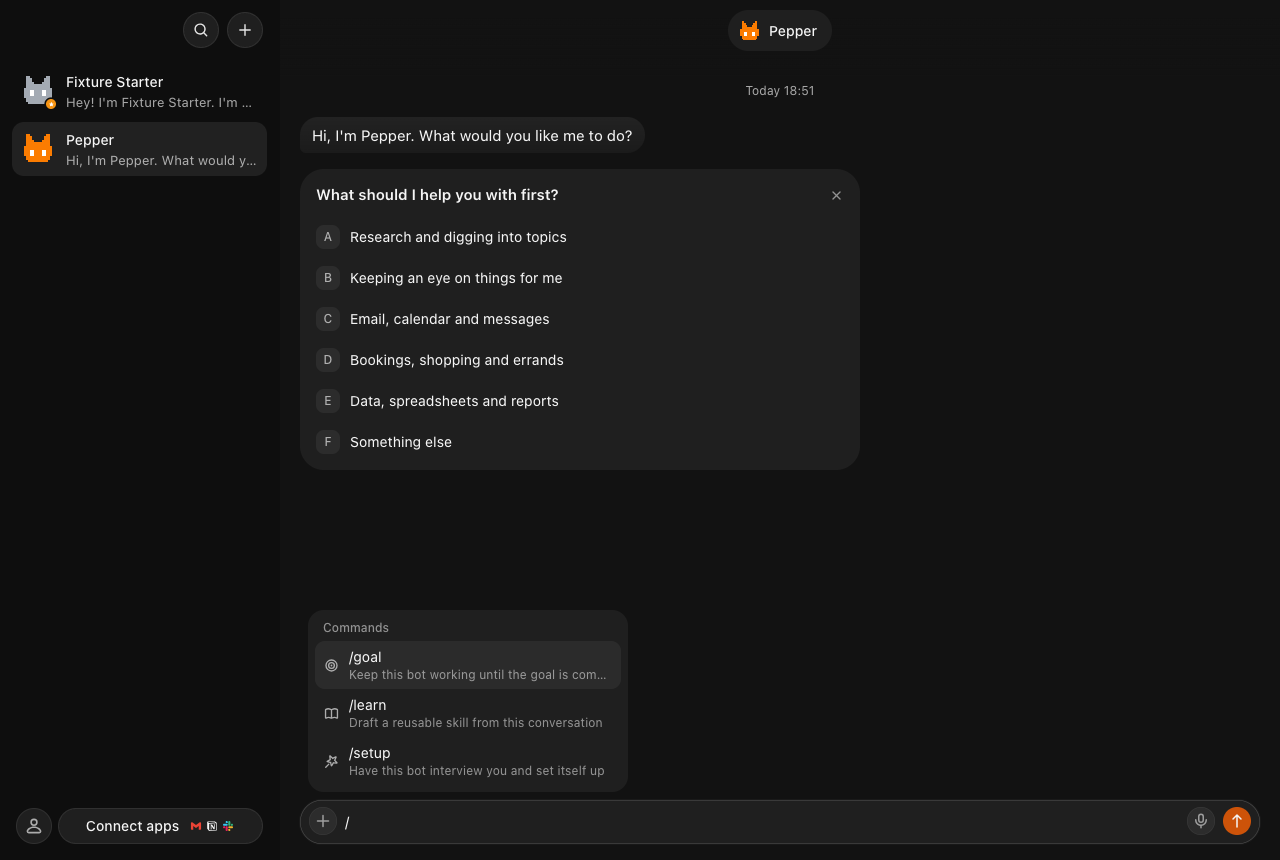 Pepper
Fixture Starter
Hey! I'm Fixture Starter. I'm ...
Pepper
Hi, I'm Pepper. What would y...
Today 18:51
Hi, I'm Pepper. What would you like me to do?
What should I help you with first?
A Research and digging into topics
B Keeping an eye on things for me
C Email, calendar and messages
D Bookings, shopping and errands
E Data, spreadsheets and reports
F Something else
Commands
/goal
Keep this bot working until the goal is com...
/learn
Draft a reusable skill from this conversation
/setup
Have this bot interview you and set itself up
Connect apps
/